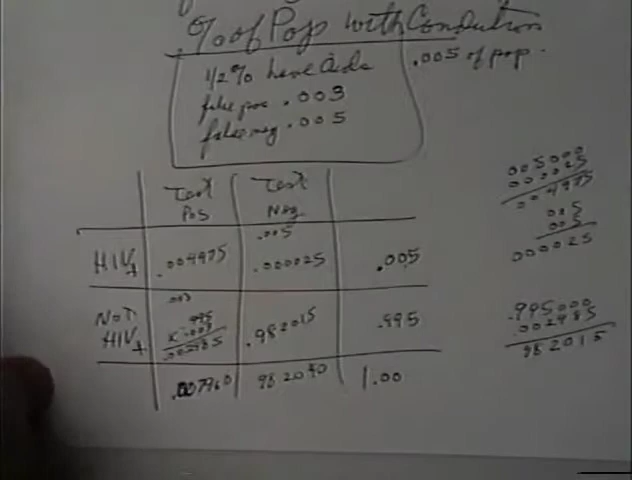 % of Pop with Condition
1/2% have Aids
.005 of pop.
false pos .003
false neg .005
Test Pos
Test Neg
.005
HIV+
.004975
.000025
.005
.003
Not HIV+
.995
x .003
.002985
.982015
.995
.007960
982040
1.00
005000
000025
004975
.005
.005
000025
.995000
.002985
982015